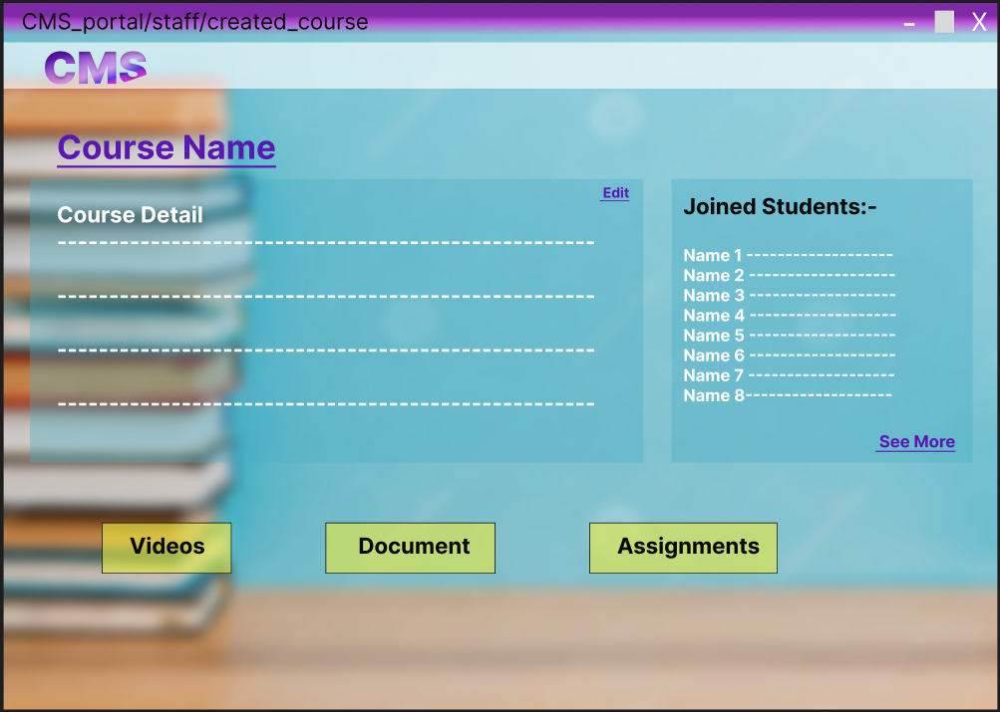 CMS_portal/staff/created_course
– X
CMS
Course Name
Edit
Course Detail
-------------------------------------------------------
-------------------------------------------------------
-------------------------------------------------------
-------------------------------------------------------
Joined Students:-
Name 1 -------------------
Name 2 -------------------
Name 3 -------------------
Name 4 -------------------
Name 5 -------------------
Name 6 -------------------
Name 7 -------------------
Name 8-------------------
See More
Videos
Document
Assignments